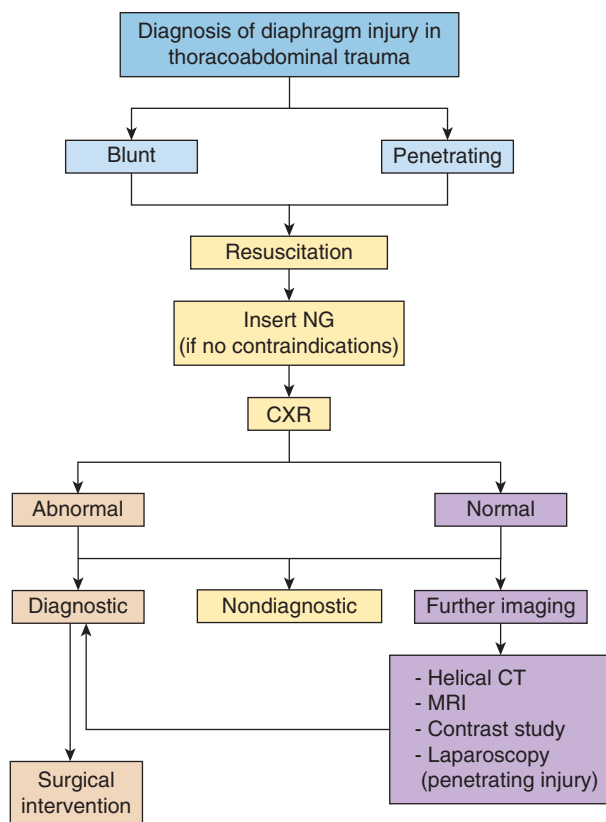 Diagnosis of diaphragm injury in
thoracoabdominal trauma
Blunt
Penetrating
Resuscitation
Insert NG
(if no contraindications)
CXR
Abnormal
Normal
Diagnostic
Nondiagnostic
Further imaging
- Helical CT
- MRI
- Contrast study
- Laparoscopy
(penetrating injury)
Surgical
intervention